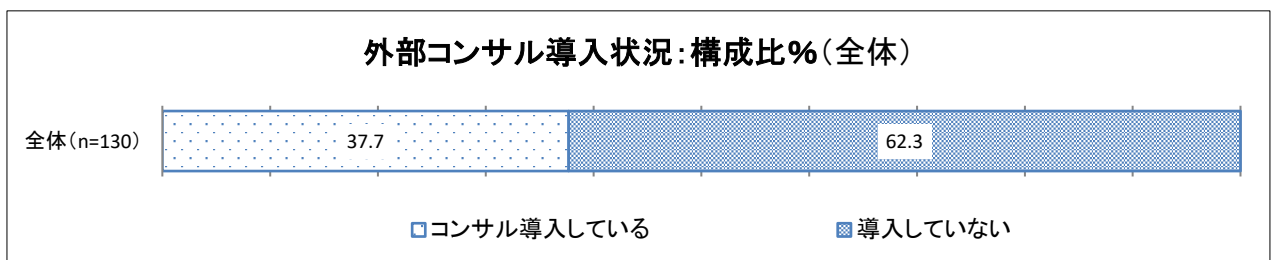 外部コンサル導入状況：構成比%（全体）
全体（n=130）
37.7
62.3
コンサル導入している
導入していない